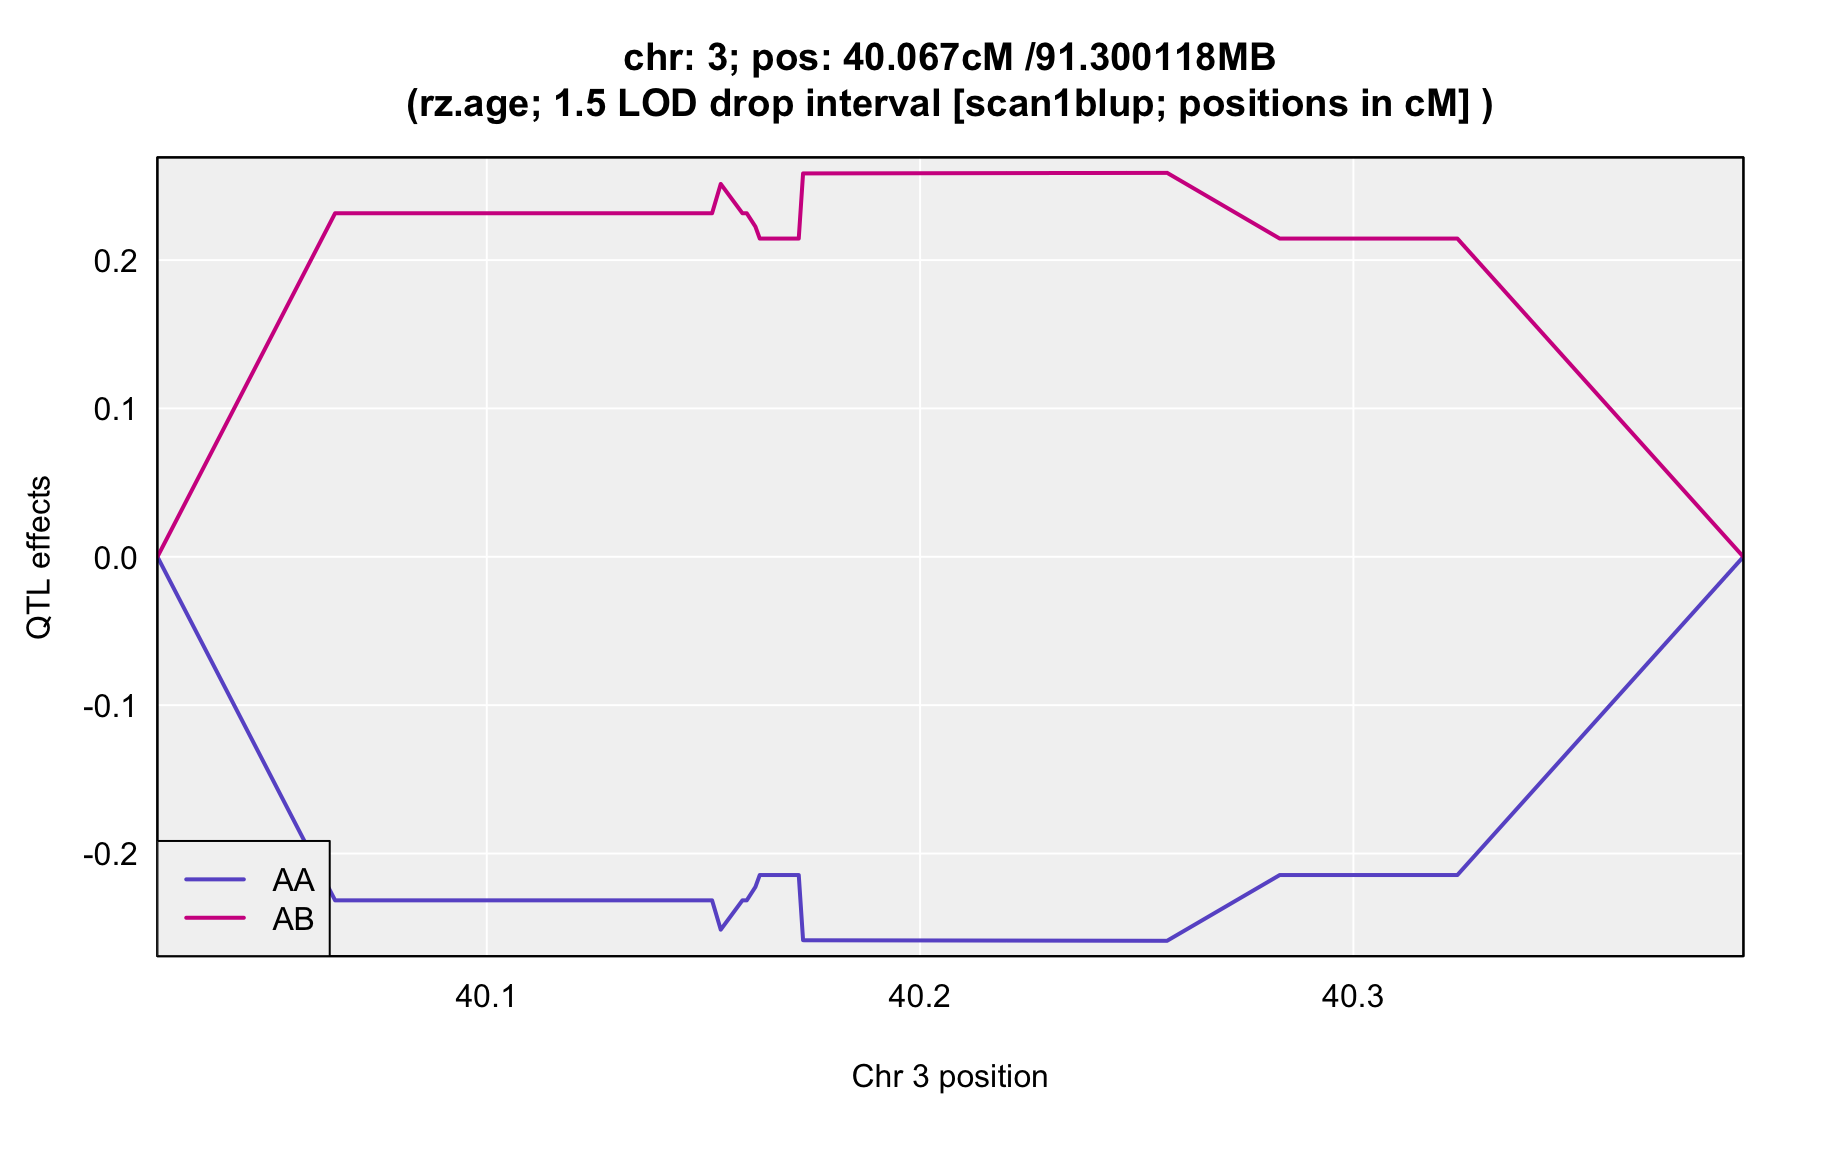 chr: 3; pos: 40.067cM /91.300118MB
(rz.age; 1.5 LOD drop interval [scan1blup; positions in cM] )
QTL effects
0.2
0.1
0.0
-0.1
-0.2
AA
AB
40.1
40.2
40.3
Chr 3 position